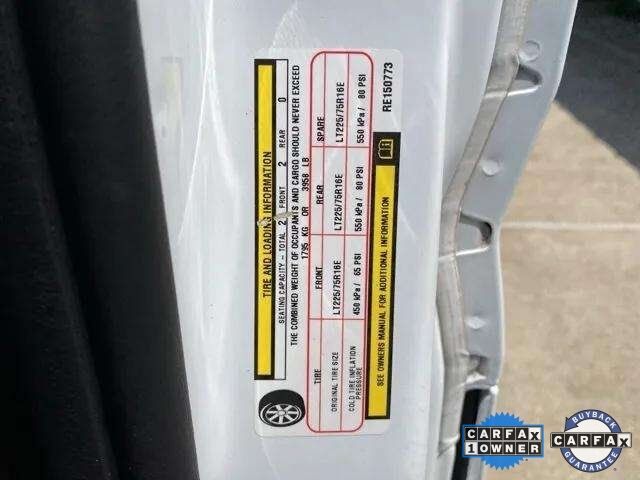 TIRE AND LOADING INFORMATION
SEATING CAPACITY - TOTAL 2 FRONT 2 REAR 0
THE COMBINED WEIGHT OF OCCUPANTS AND CARGO SHOULD NEVER EXCEED
1795 KG OR 3958 LB
TIRE FRONT REAR SPARE
ORIGINAL TIRE SIZE LT225/75R16E LT225/75R16E LT225/75R16E
COLD TIRE INFLATION
PRESSURE 450 kPa / 65 PSI 550 kPa / 80 PSI 550 kPa / 80 PSI
SEE OWNERS MANUAL FOR ADDITIONAL INFORMATION
RE150773
CARFAX
1 OWNER
BUYBACK
CARFAX
GUARANTEE